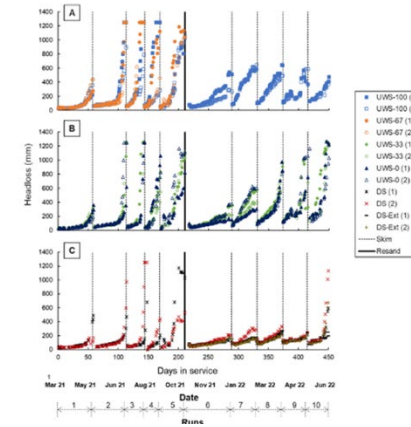 A
1400
1200
1000
800
600
400
200
0
B
1200
1000
800
600
400
200
0
C
1200
1000
800
600
400
200
0
Headloss (mm)
0 50 100 150 200 250 300 350 400 450
Days in service
1
Mar 21 May 21 Jun 21 Aug 21 Oct 21 Nov 21 Jan 22 Mar 22 Apr 22 Jun 22
Date
1 2 3 4 5 6 7 8 9 10
Runs
UWS-100 (
UWS-100 (
UWS-67 (1
UWS-67 (2
UWS-33 (1
UWS-33 (2
UWS-0 (1)
UWS-0 (2)
DS (1)
DS (2)
DS-Ext (1)
DS-Ext (2)
Skim
Resand